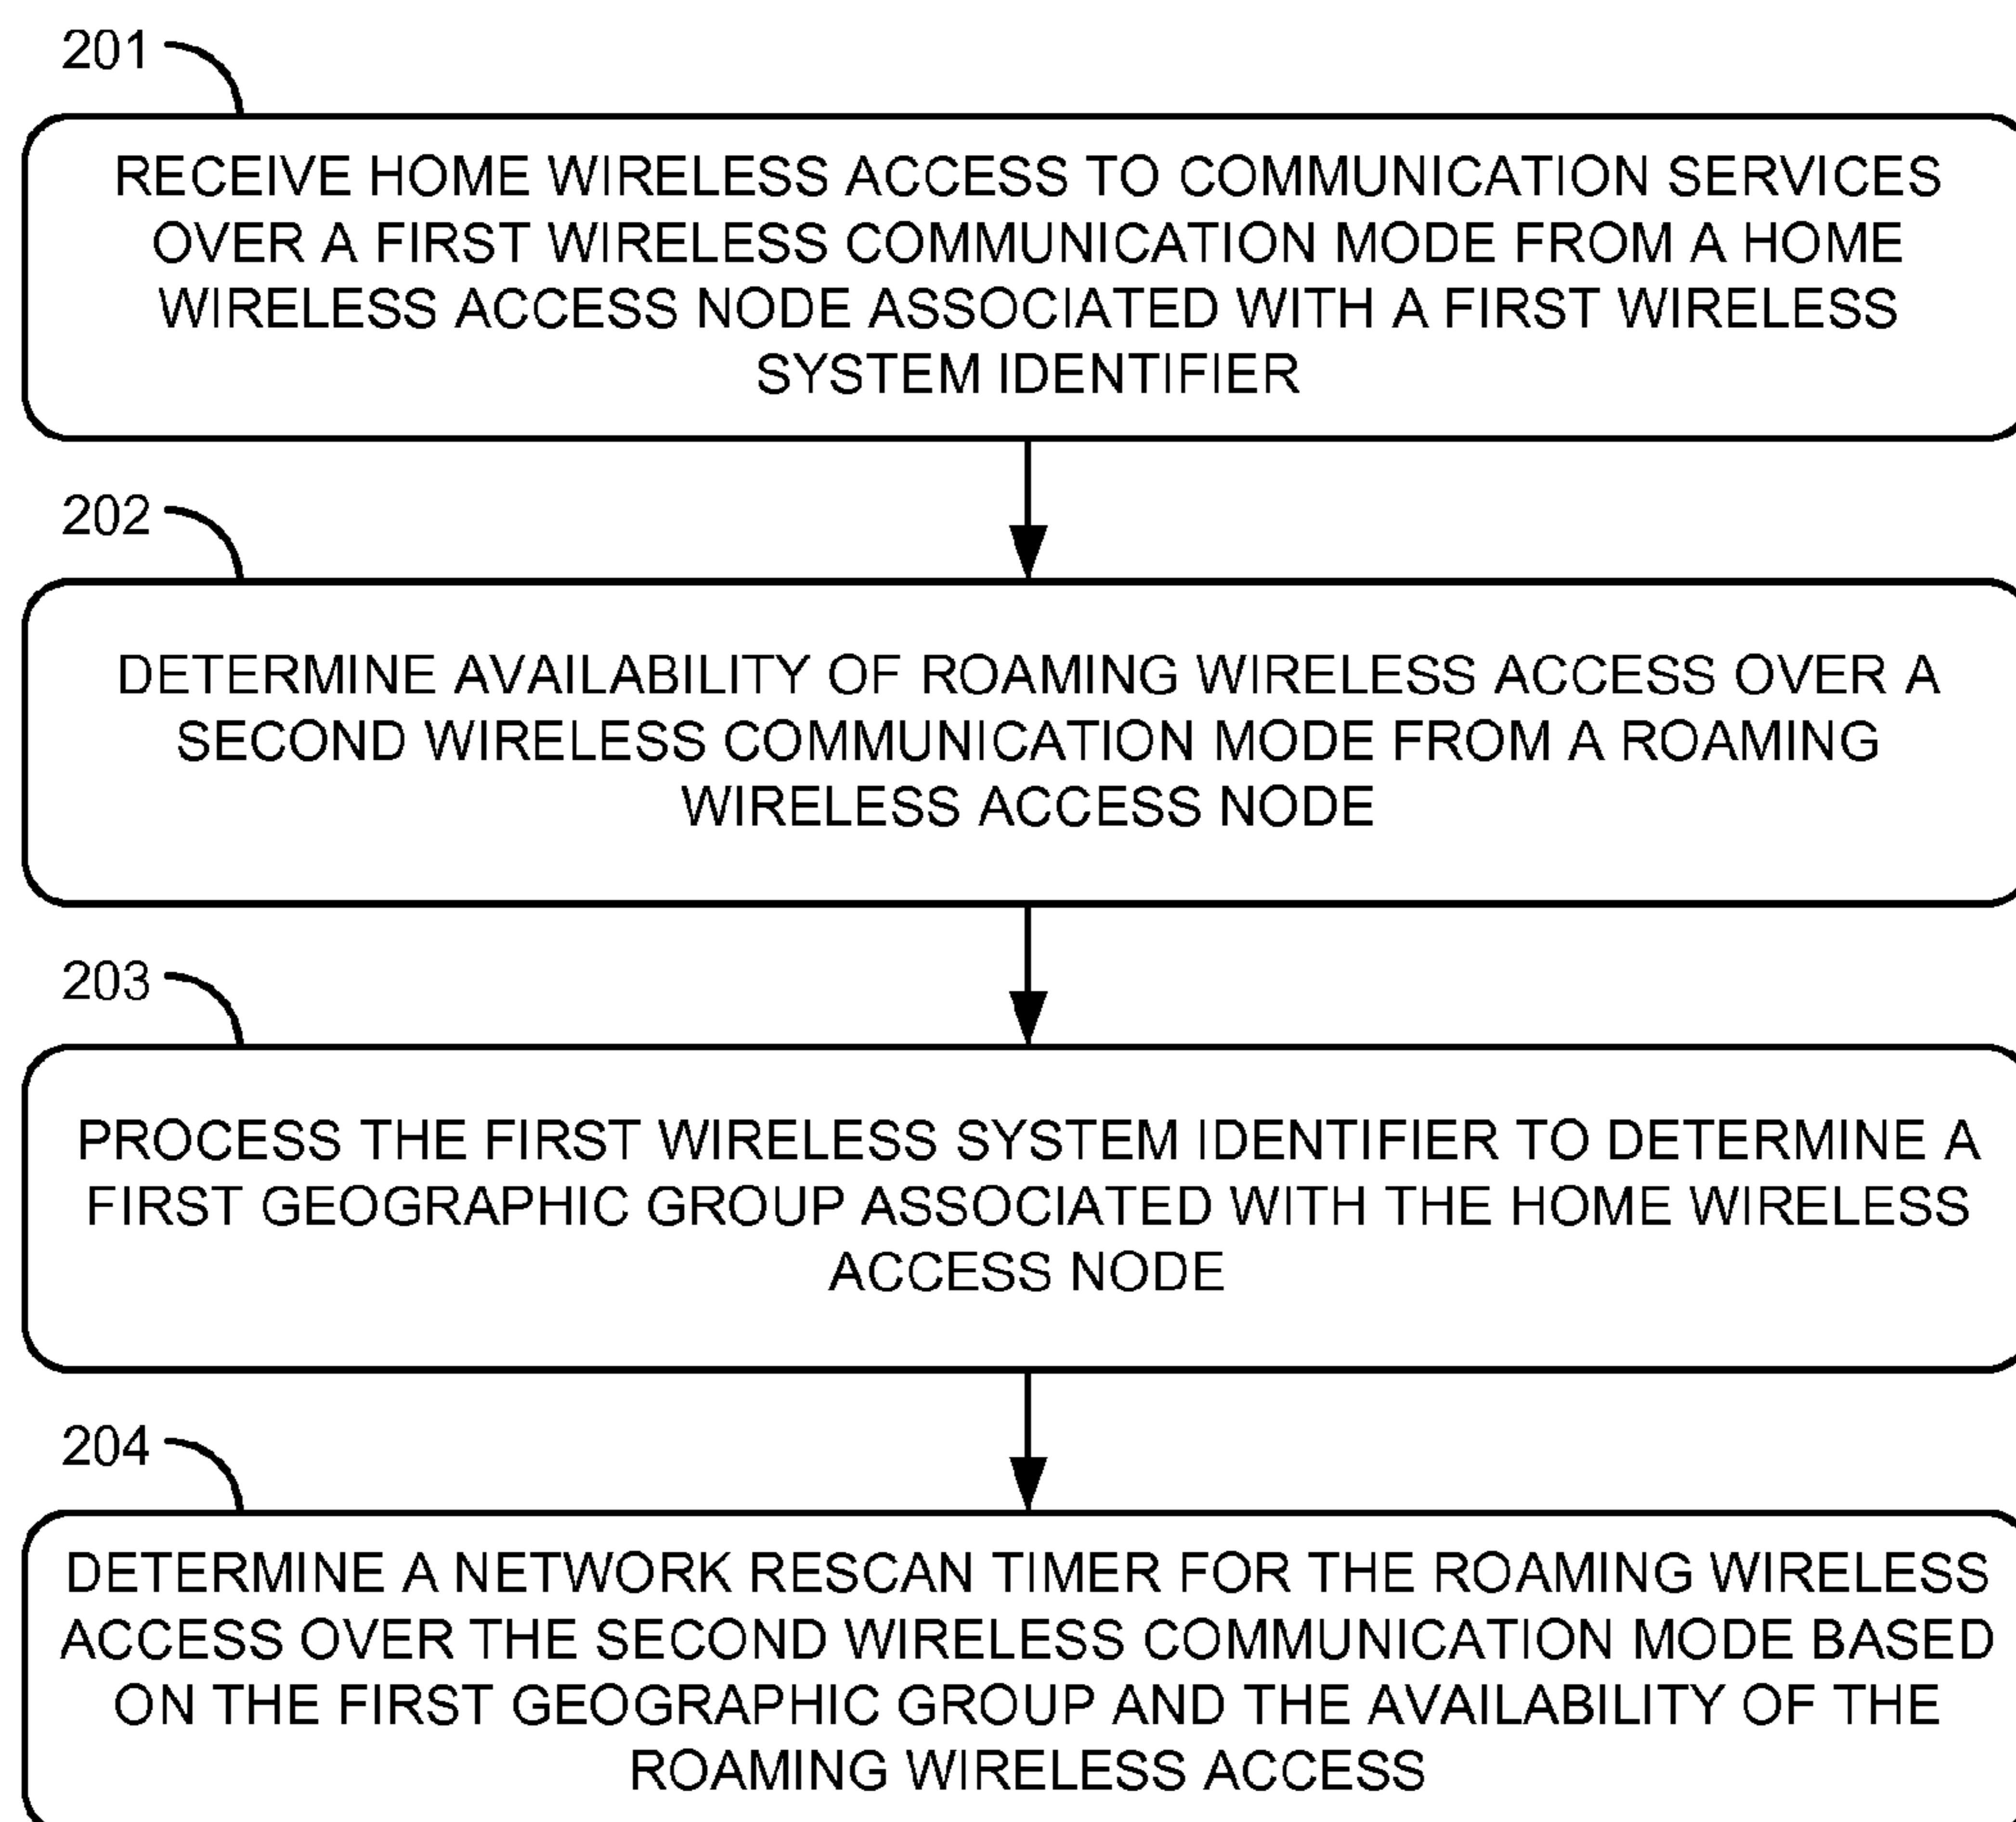 201
RECEIVE HOME WIRELESS ACCESS TO COMMUNICATION SERVICES
OVER A FIRST WIRELESS COMMUNICATION MODE FROM A HOME
WIRELESS ACCESS NODE ASSOCIATED WITH A FIRST WIRELESS
SYSTEM IDENTIFIER
202
DETERMINE AVAILABILITY OF ROAMING WIRELESS ACCESS OVER A
SECOND WIRELESS COMMUNICATION MODE FROM A ROAMING
WIRELESS ACCESS NODE
203
PROCESS THE FIRST WIRELESS SYSTEM IDENTIFIER TO DETERMINE A
FIRST GEOGRAPHIC GROUP ASSOCIATED WITH THE HOME WIRELESS
ACCESS NODE
204
DETERMINE A NETWORK RESCAN TIMER FOR THE ROAMING WIRELESS
ACCESS OVER THE SECOND WIRELESS COMMUNICATION MODE BASED
ON THE FIRST GEOGRAPHIC GROUP AND THE AVAILABILITY OF THE
ROAMING WIRELESS ACCESS